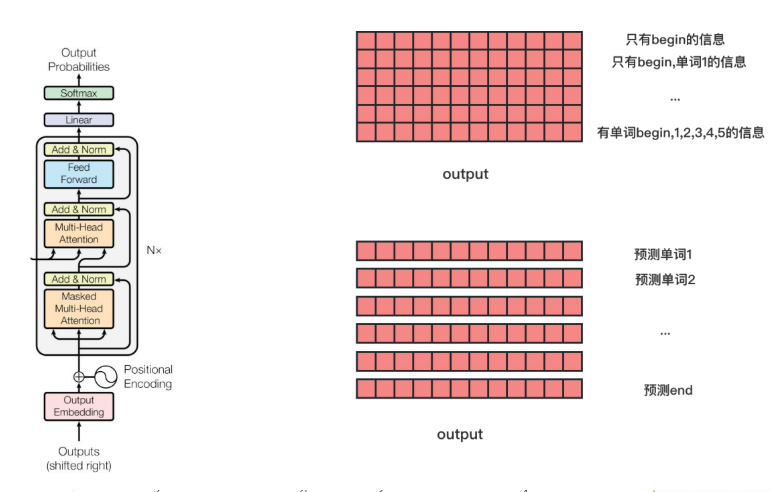 Output
Probabilities
Softmax
Linear
Add & Norm
Feed
Forward
Add & Norm
Multi-Head
Attention
N×
Add & Norm
Masked
Multi-Head
Attention
Positional
Encoding
Output
Embedding
Outputs
(shifted right)
只有begin的信息
只有begin,单词1的信息
...
有单词begin,1,2,3,4,5的信息
output
预测单词1
预测单词2
...
预测end
output